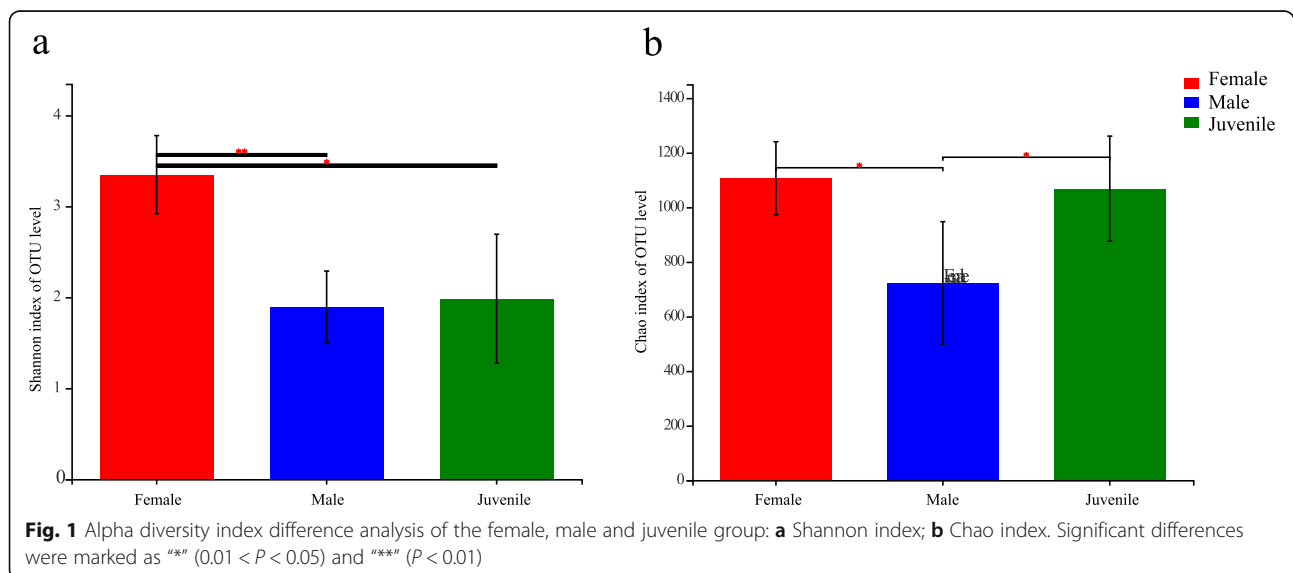 a
b
Female
Male
Juvenile
Shannon index of OTU level
4
3
2
1
0
**
*
Female
Male
Juvenile
Chao index of OTU level
1400
1200
1000
800
600
400
200
0
*
*
Female
Male
Juvenile
Fig. 1 Alpha diversity index difference analysis of the female, male and juvenile group: a Shannon index; b Chao index. Significant differences
were marked as “*” (0.01 < P < 0.05) and “**” (P < 0.01)